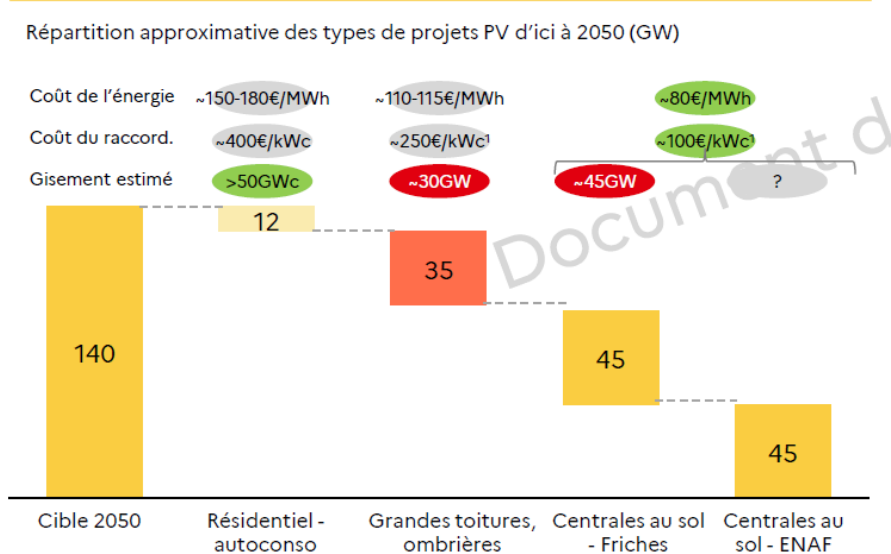 Répartition approximative des types de projets PV d'ici à 2050 (GW)
Coût de l'énergie ~150-180€/MWh ~110-115€/MWh ~80€/MWh
Coût du raccord. ~400€/kWc ~250€/kWc¹ ~100€/kWc¹
Gisement estimé >50GWc ~30GW ~45GW ?
Document d
12
35
140
45
45
Cible 2050
Résidentiel -
autoconso
Grandes toitures,
ombrières
Centrales au sol
- Friches
Centrales au
sol - ENAF